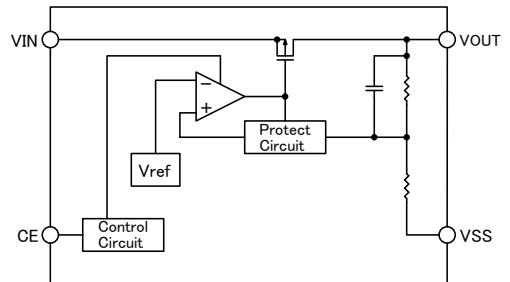 VIN
VOUT
−
+
Protect
Circuit
Vref
CE
Control
Circuit
VSS